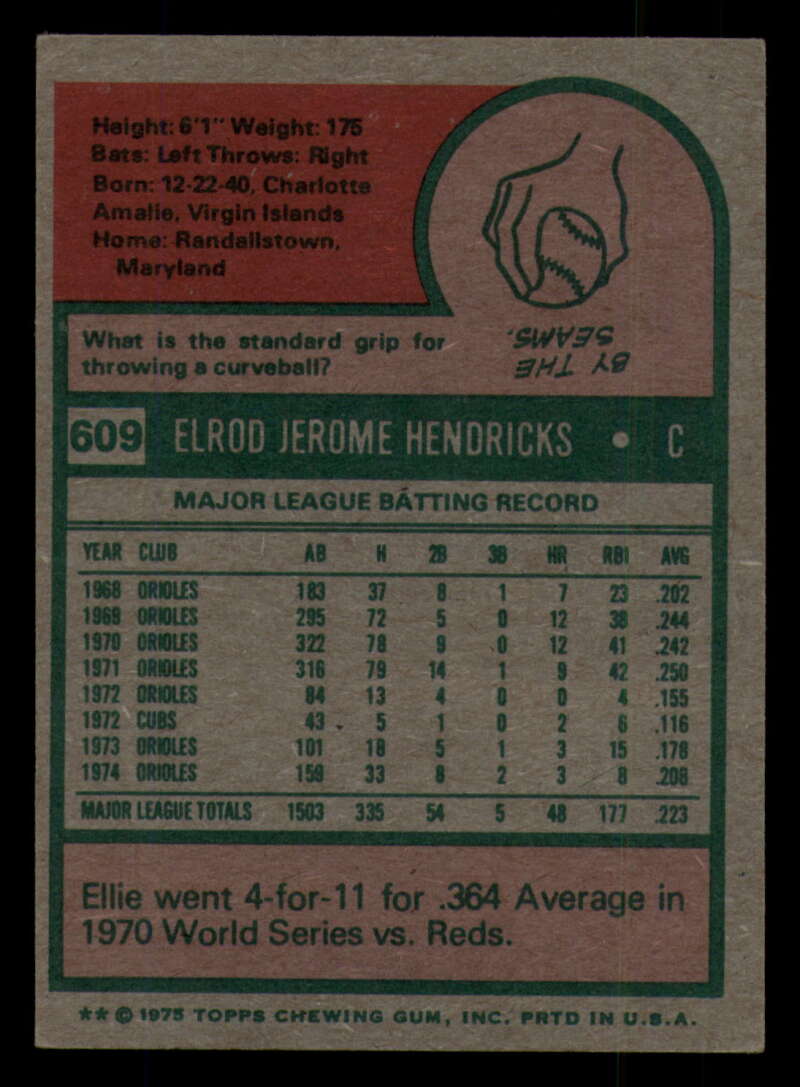 Height: 6'1" Weight: 175
Bats: Left Throws: Right
Born: 12-22-40, Charlotte
Amalie, Virgin Islands
Home: Randallstown,
Maryland
What is the standard grip for
throwing a curveball?
BY THE
SEAMS.
609 ELROD JEROME HENDRICKS • C
MAJOR LEAGUE BATTING RECORD
YEAR CLUB AB H 2B 3B HR RBI AVG
1968 ORIOLES 183 37 8 1 7 23 .202
1969 ORIOLES 295 72 5 0 12 38 .244
1970 ORIOLES 322 78 9 0 12 41 .242
1971 ORIOLES 316 79 14 1 9 42 .250
1972 ORIOLES 84 13 4 0 0 4 .155
1972 CUBS 43 5 1 0 2 6 .116
1973 ORIOLES 101 18 5 1 3 15 .178
1974 ORIOLES 159 33 8 2 3 8 .208
MAJOR LEAGUE TOTALS 1503 335 54 5 48 177 .223
Ellie went 4-for-11 for .364 Average in
1970 World Series vs. Reds.
** © 1975 TOPPS CHEWING GUM, INC. PRTD IN U.S.A.